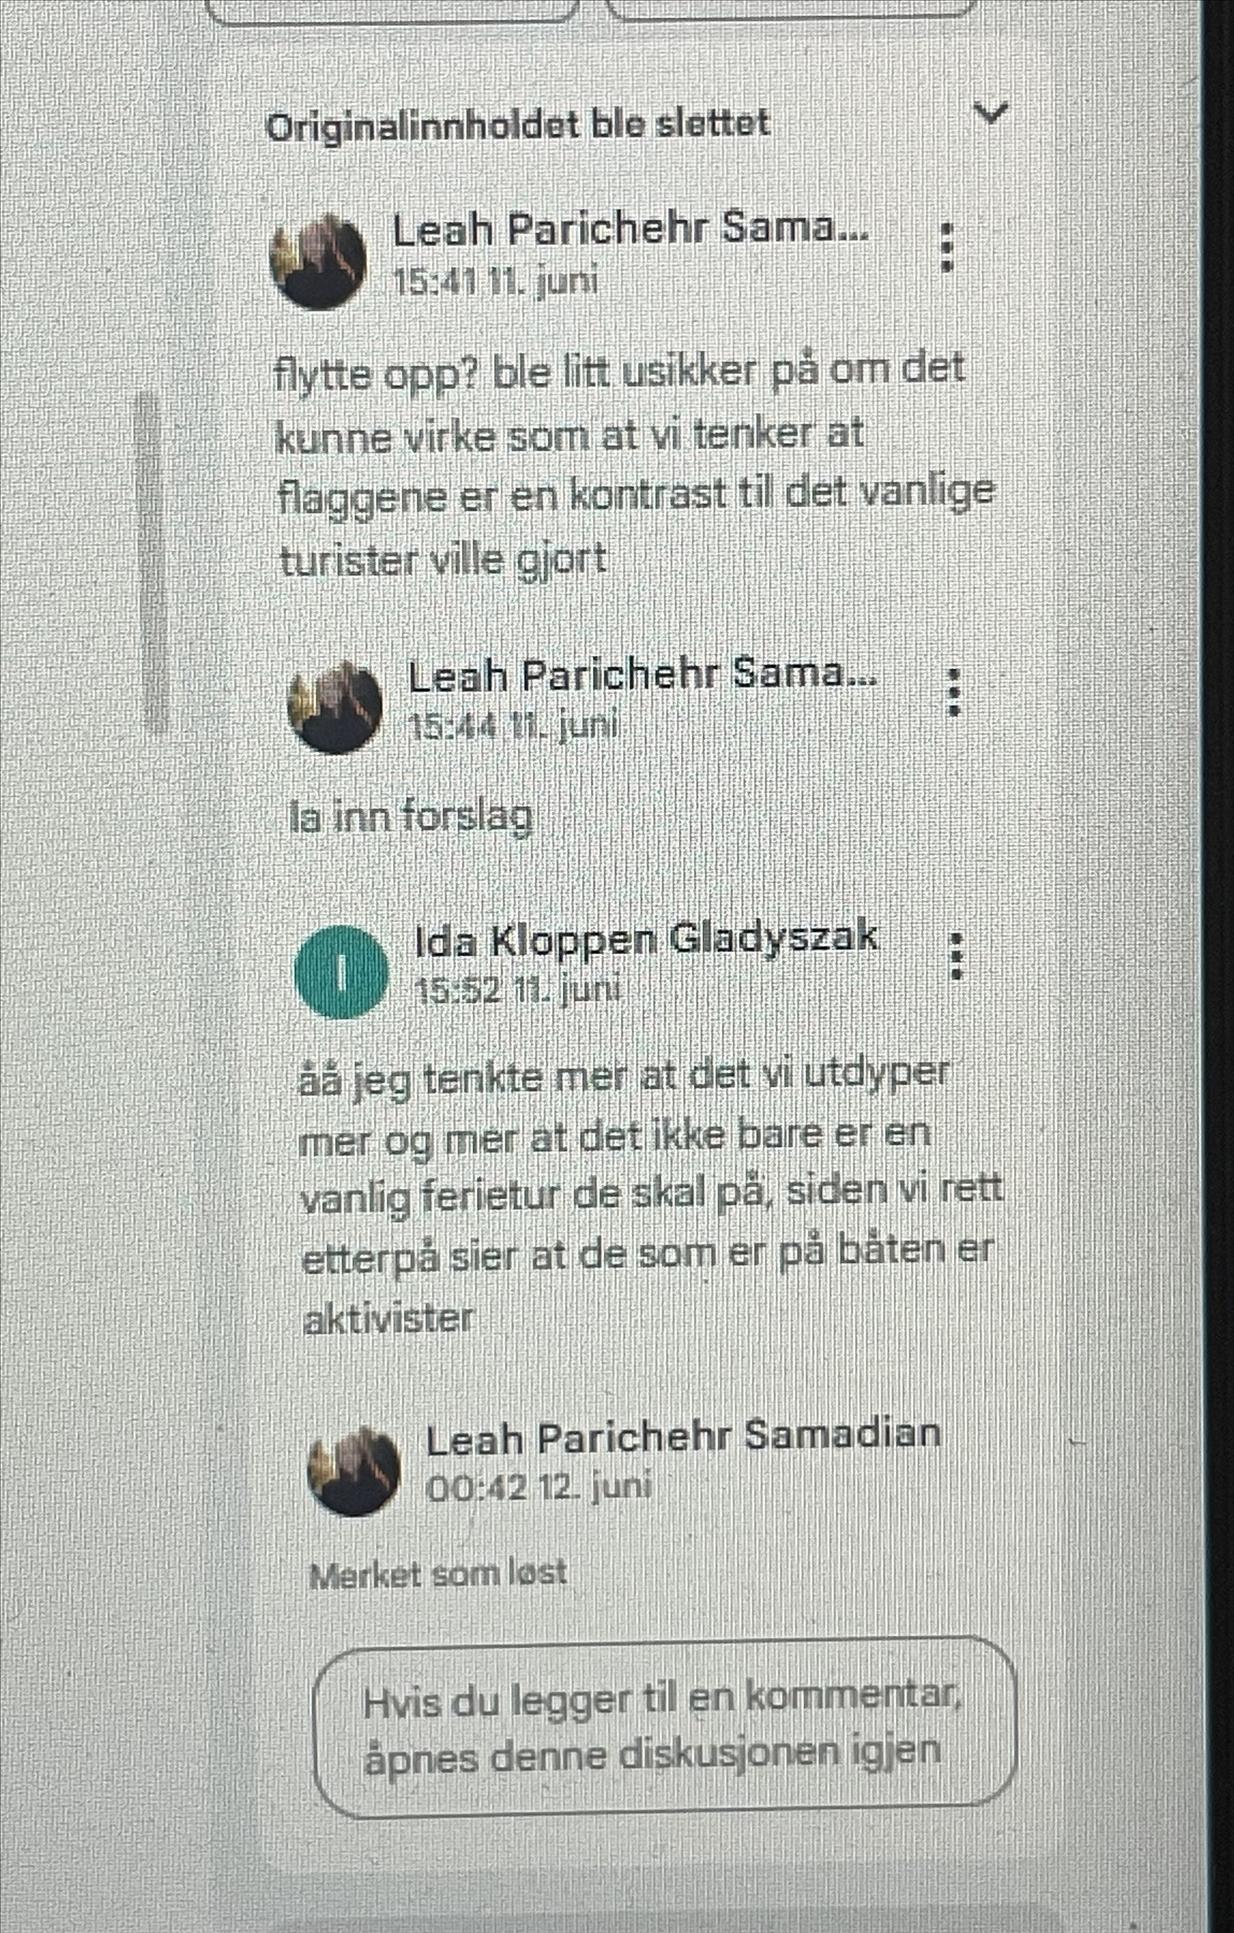 Originalinnholdet ble slettet
Leah Parichehr Sama...
15:41 11. juni
flytte opp? ble litt usikker på om det
kunne virke som at vi tenker at
flaggene er en kontrast til det vanlige
turister ville gjort
Leah Parichehr Sama...
15:44 11. juni
la inn forslag
I
Ida Kloppen Gladyszak
15:52 11. juni
åå jeg tenkte mer at det vi utdyper
mer og mer at det ikke bare er en
vanlig ferietur de skal på, siden vi rett
etterpå sier at de som er på båten er
aktivister
Leah Parichehr Samadian
00:42 12. juni
Merket som løst
Hvis du legger til en kommentar,
åpnes denne diskusjonen igjen